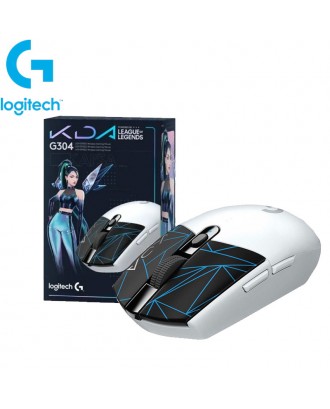 logitech
K/DA
LEAGUE OF
LEGENDS
G304
logitech G